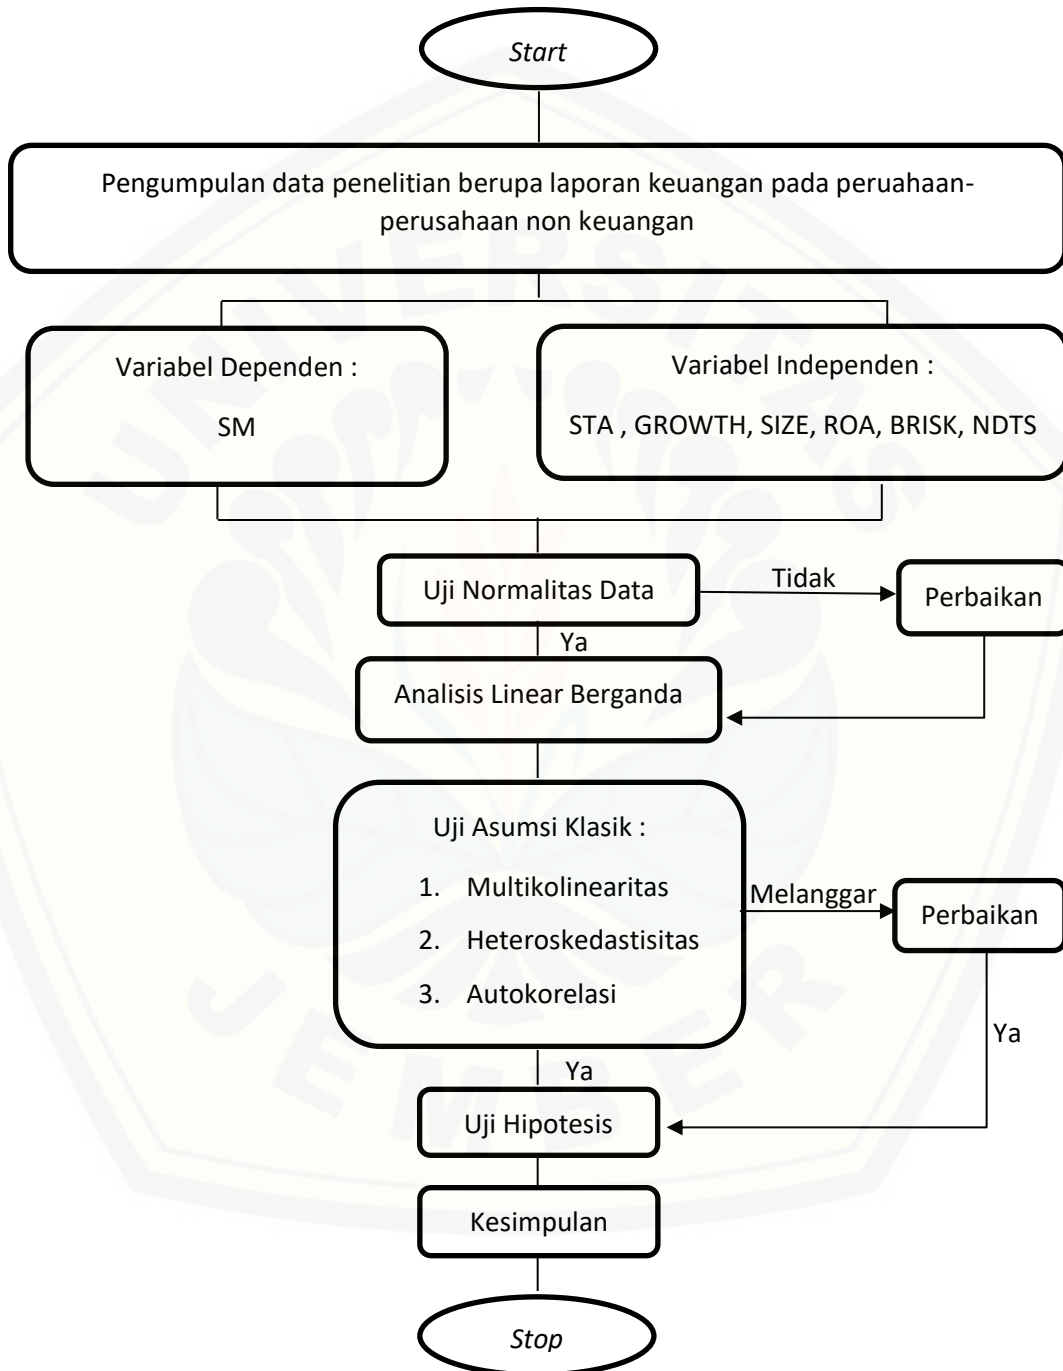 Start
Pengumpulan data penelitian berupa laporan keuangan pada peruahaan-
perusahaan non keuangan
Variabel Dependen :
SM
Variabel Independen :
STA , GROWTH, SIZE, ROA, BRISK, NDTS
Uji Normalitas Data
Tidak
Perbaikan
Ya
Analisis Linear Berganda
Uji Asumsi Klasik :
1. Multikolinearitas
2. Heteroskedastisitas
3. Autokorelasi
Melanggar
Perbaikan
Ya
Ya
Uji Hipotesis
Kesimpulan
Stop
UNIVERSITAS
JEMBER